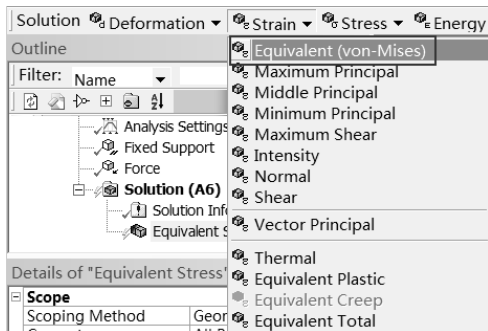 Solution Deformation Strain Stress Energy
Outline
Filter: Name
Analysis Settings
Fixed Support
Force
Solution (A6)
Solution Inf
Equivalent S
Details of "Equivalent Stress"
Scope
Scoping Method Geor
Equivalent (von-Mises)
Maximum Principal
Middle Principal
Minimum Principal
Maximum Shear
Intensity
Normal
Shear
Vector Principal
Thermal
Equivalent Plastic
Equivalent Creep
Equivalent Total